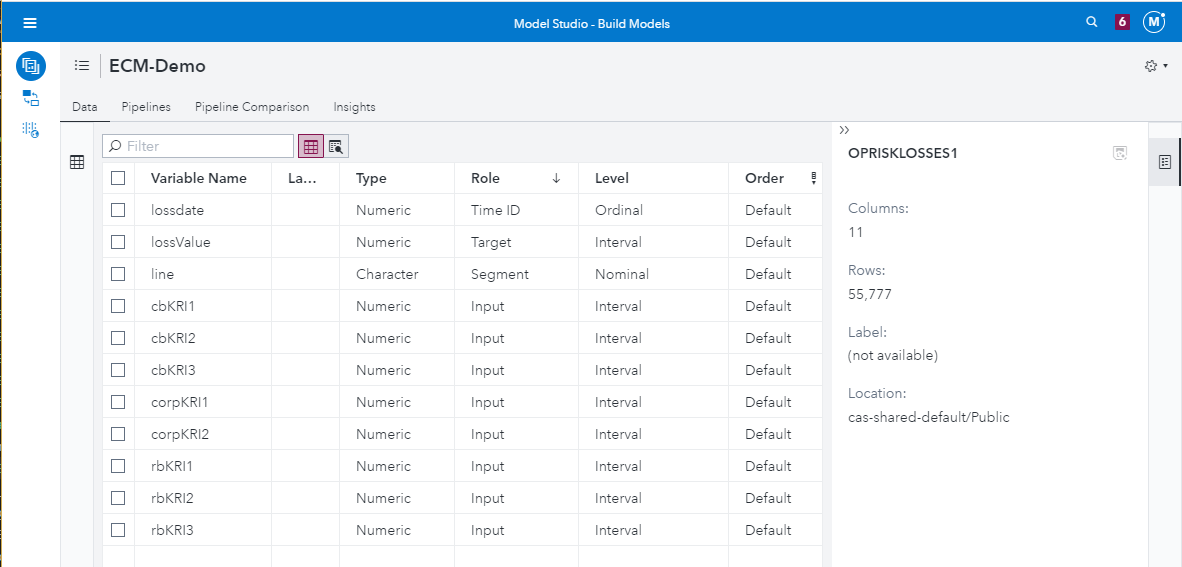 Model Studio - Build Models
6
M
ECM-Demo
Data Pipelines Pipeline Comparison Insights
Filter
Variable Name La... Type Role Level Order
lossdate Numeric Time ID Ordinal Default
lossValue Numeric Target Interval Default
line Character Segment Nominal Default
cbKRI1 Numeric Input Interval Default
cbKRI2 Numeric Input Interval Default
cbKRI3 Numeric Input Interval Default
corpKRI1 Numeric Input Interval Default
corpKRI2 Numeric Input Interval Default
rbKRI1 Numeric Input Interval Default
rbKRI2 Numeric Input Interval Default
rbKRI3 Numeric Input Interval Default
OPRISKLOSSES1
Columns:
11
Rows:
55,777
Label:
(not available)
Location:
cas-shared-default/Public